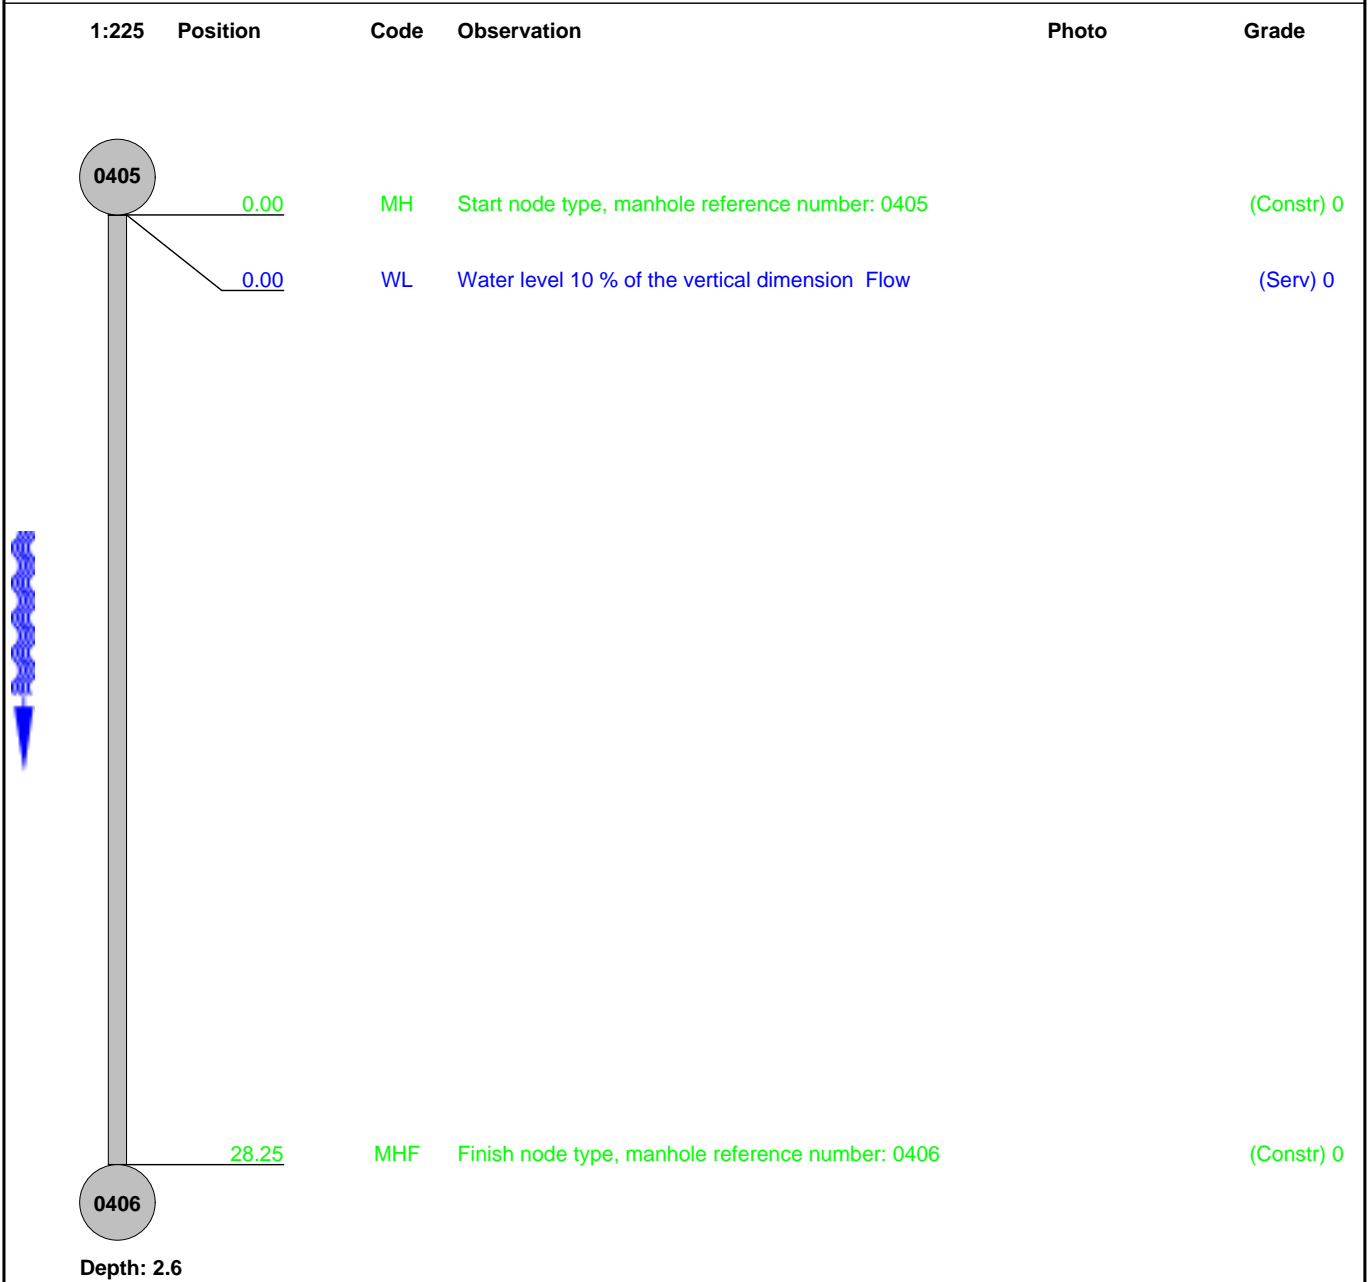 1:225 Position Code Observation Photo Grade
0405
0.00 MH Start node type, manhole reference number: 0405 (Constr) 0
0.00 WL Water level 10 % of the vertical dimension  Flow (Serv) 0
28.25 MHF Finish node type, manhole reference number: 0406 (Constr) 0
0406
Depth: 2.6